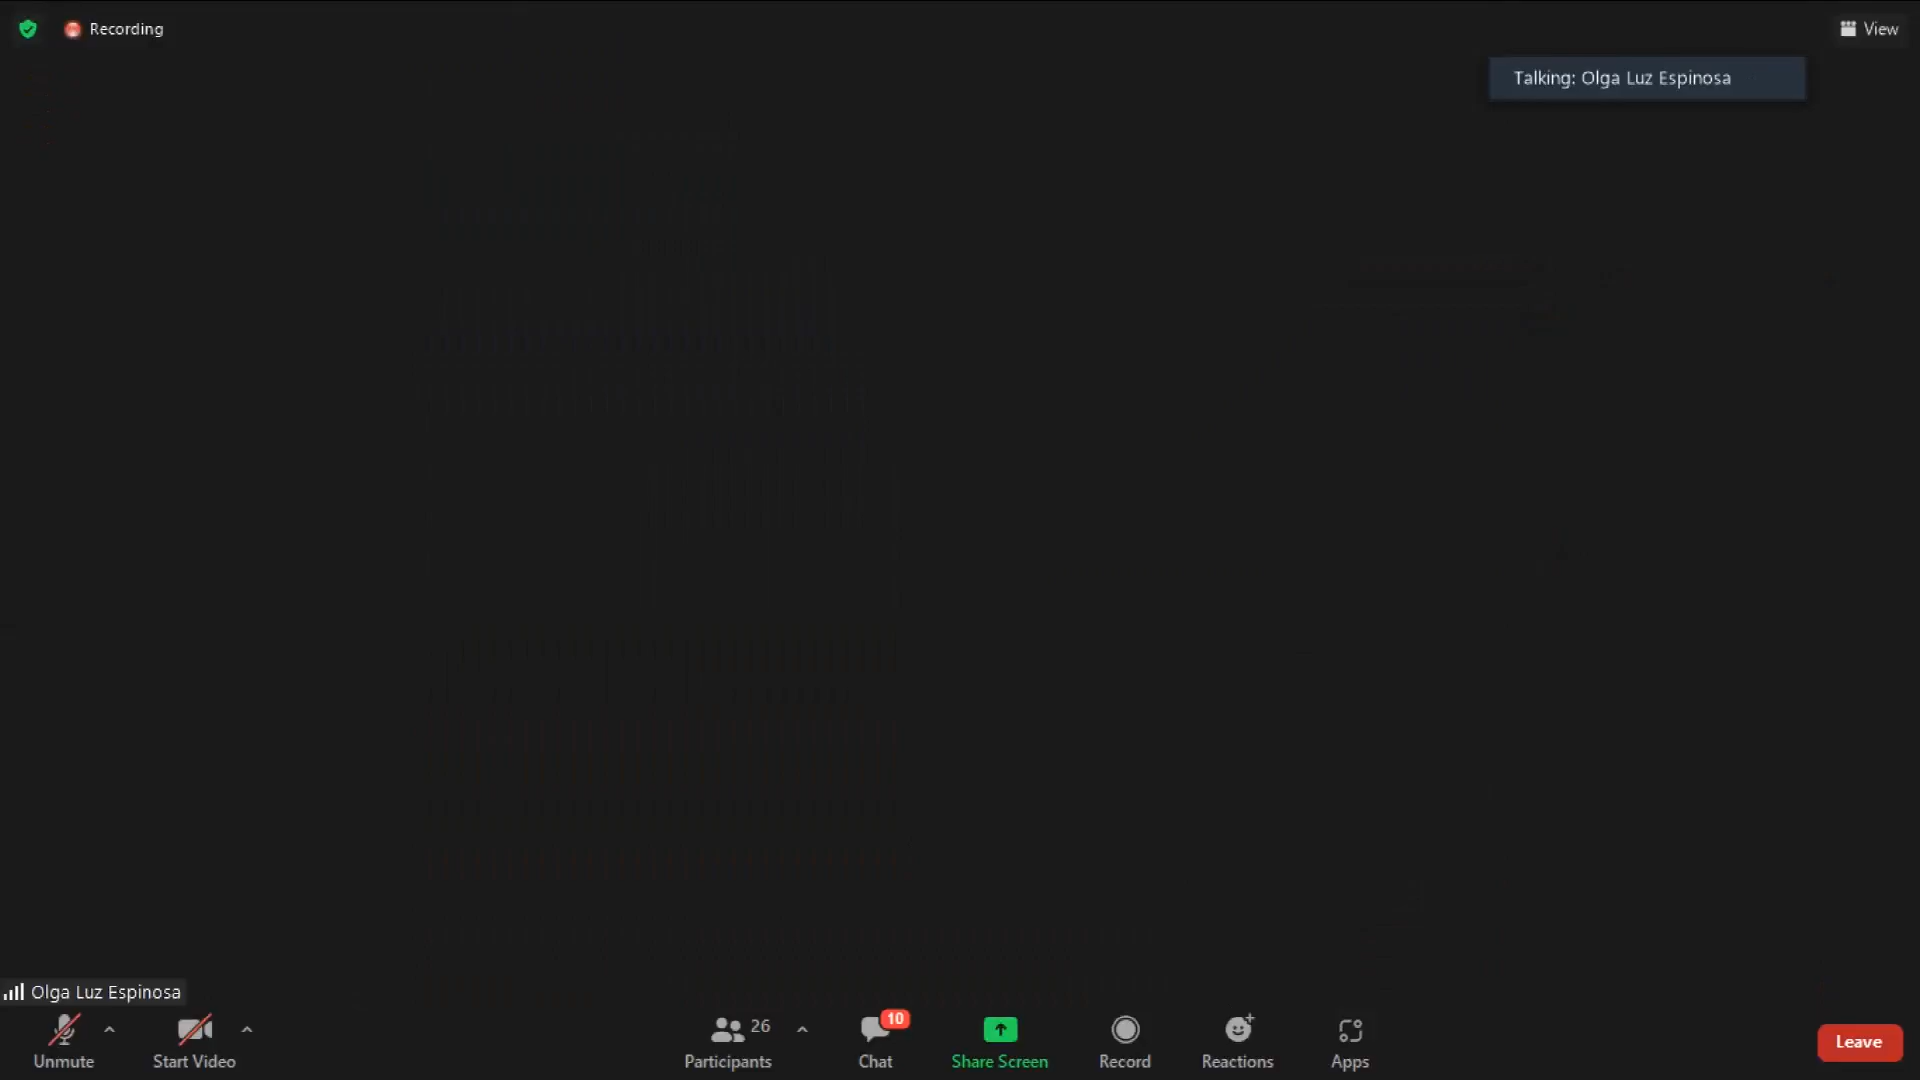 Recording
View
Talking: Olga Luz Espinosa
Olga Luz Espinosa
Unmute
Start Video
26
Participants
10
Chat
Share Screen
Record
Reactions
Apps
Leave